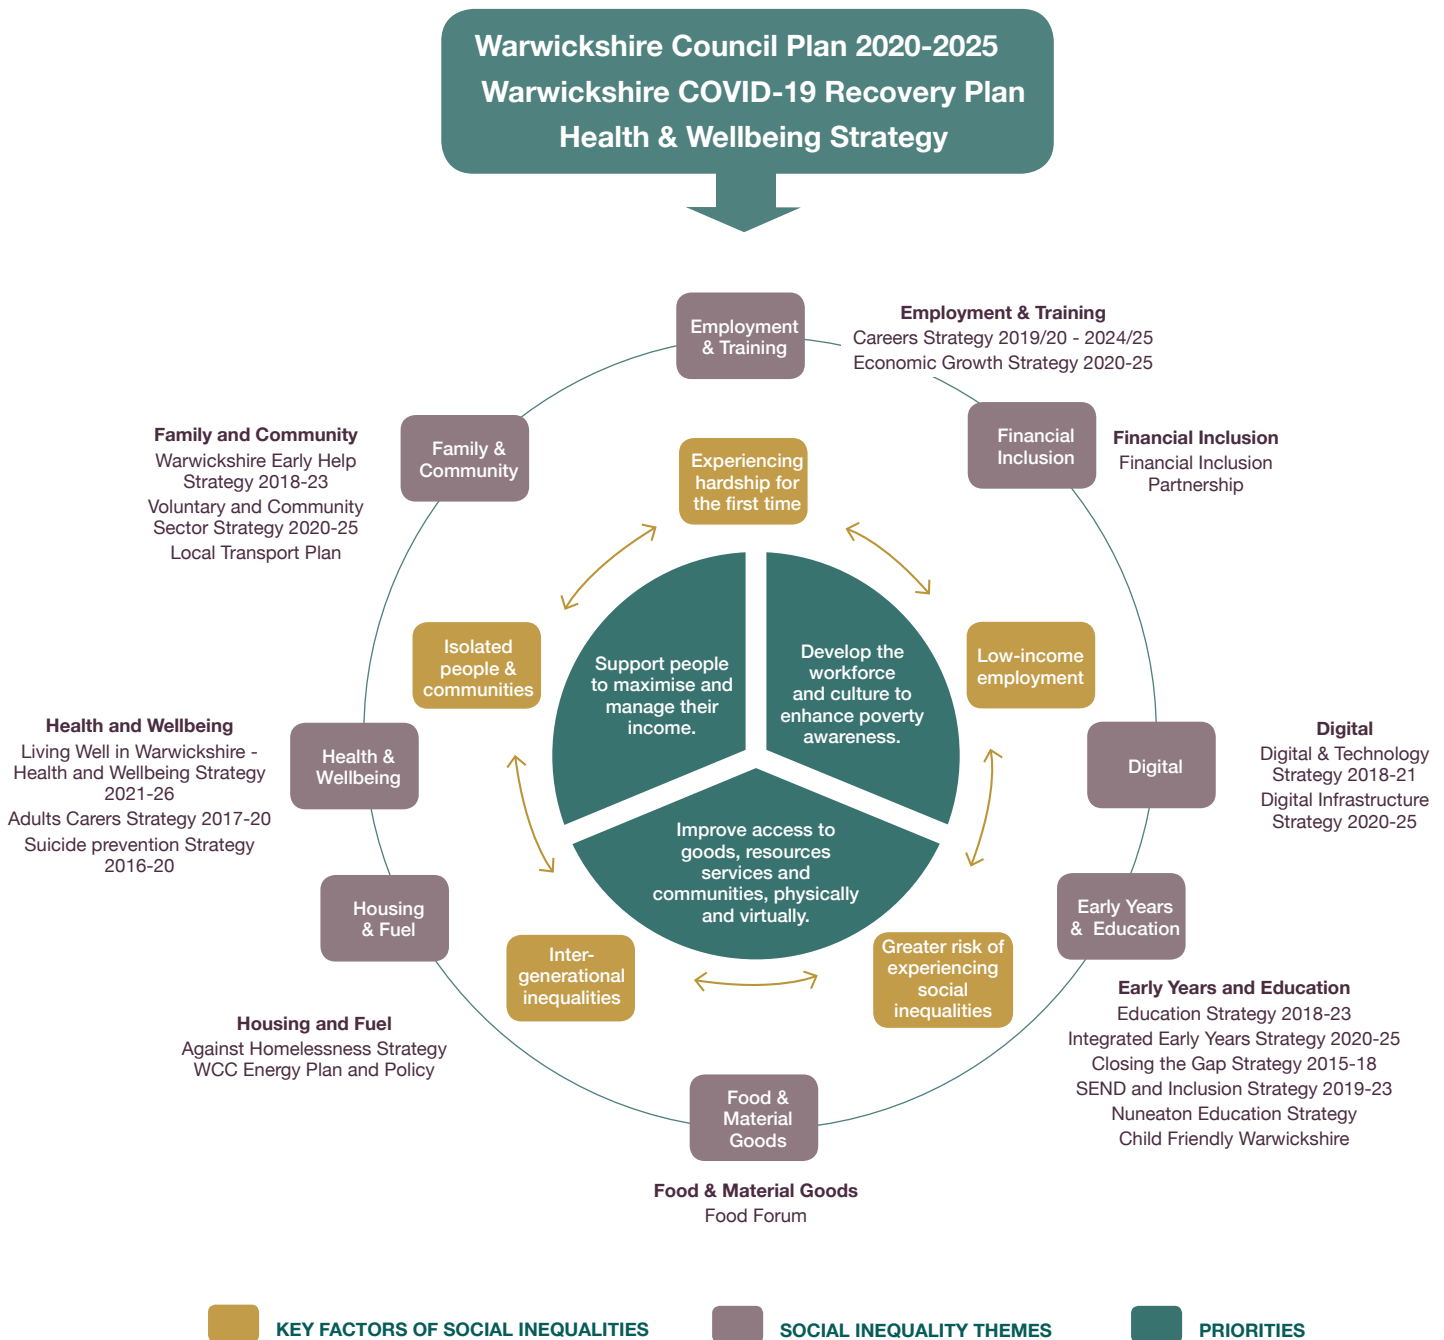 Warwickshire Council Plan 2020-2025
Warwickshire COVID-19 Recovery Plan
Health & Wellbeing Strategy
Employment
& Training
Employment & Training
Careers Strategy 2019/20 - 2024/25
Economic Growth Strategy 2020-25
Financial
Inclusion
Financial Inclusion
Financial Inclusion
Partnership
Family &
Community
Family and Community
Warwickshire Early Help
Strategy 2018-23
Voluntary and Community
Sector Strategy 2020-25
Local Transport Plan
Experiencing
hardship for
the first time
Isolated
people &
communities
Low-income
employment
Support people
to maximise and
manage their
income.
Develop the
workforce
and culture to
enhance poverty
awareness.
Improve access to
goods, resources
services and
communities, physically
and virtually.
Health and Wellbeing
Living Well in Warwickshire -
Health and Wellbeing Strategy
2021-26
Adults Carers Strategy 2017-20
Suicide prevention Strategy
2016-20
Health &
Wellbeing
Digital
Digital
Digital & Technology
Strategy 2018-21
Digital Infrastructure
Strategy 2020-25
Housing
& Fuel
Early Years
& Education
Inter-
generational
inequalities
Greater risk of
experiencing
social
inequalities
Housing and Fuel
Against Homelessness Strategy
WCC Energy Plan and Policy
Early Years and Education
Education Strategy 2018-23
Integrated Early Years Strategy 2020-25
Closing the Gap Strategy 2015-18
SEND and Inclusion Strategy 2019-23
Nuneaton Education Strategy
Child Friendly Warwickshire
Food &
Material
Goods
Food & Material Goods
Food Forum
KEY FACTORS OF SOCIAL INEQUALITIES
SOCIAL INEQUALITY THEMES
PRIORITIES